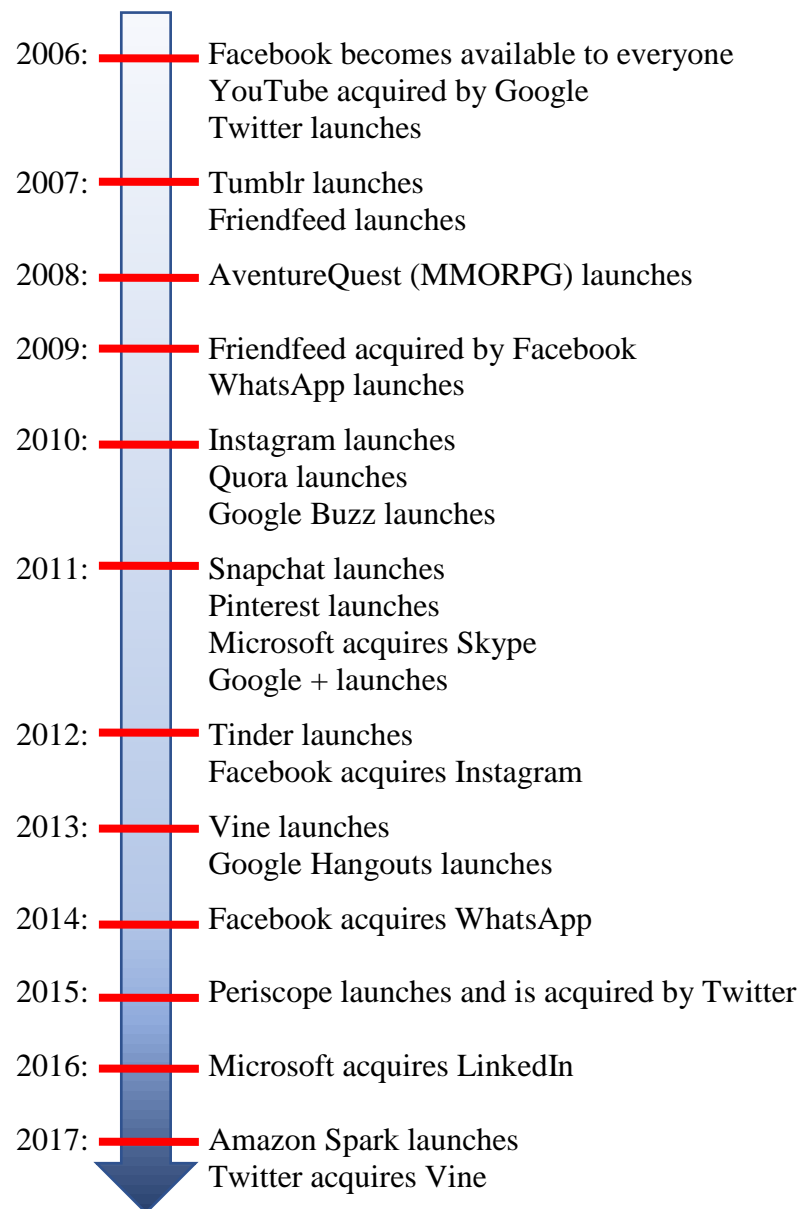 2006: Facebook becomes available to everyone
YouTube acquired by Google
Twitter launches
2007: Tumblr launches
Friendfeed launches
2008: AventureQuest (MMORPG) launches
2009: Friendfeed acquired by Facebook
WhatsApp launches
2010: Instagram launches
Quora launches
Google Buzz launches
2011: Snapchat launches
Pinterest launches
Microsoft acquires Skype
Google + launches
2012: Tinder launches
Facebook acquires Instagram
2013: Vine launches
Google Hangouts launches
2014: Facebook acquires WhatsApp
2015: Periscope launches and is acquired by Twitter
2016: Microsoft acquires LinkedIn
2017: Amazon Spark launches
Twitter acquires Vine